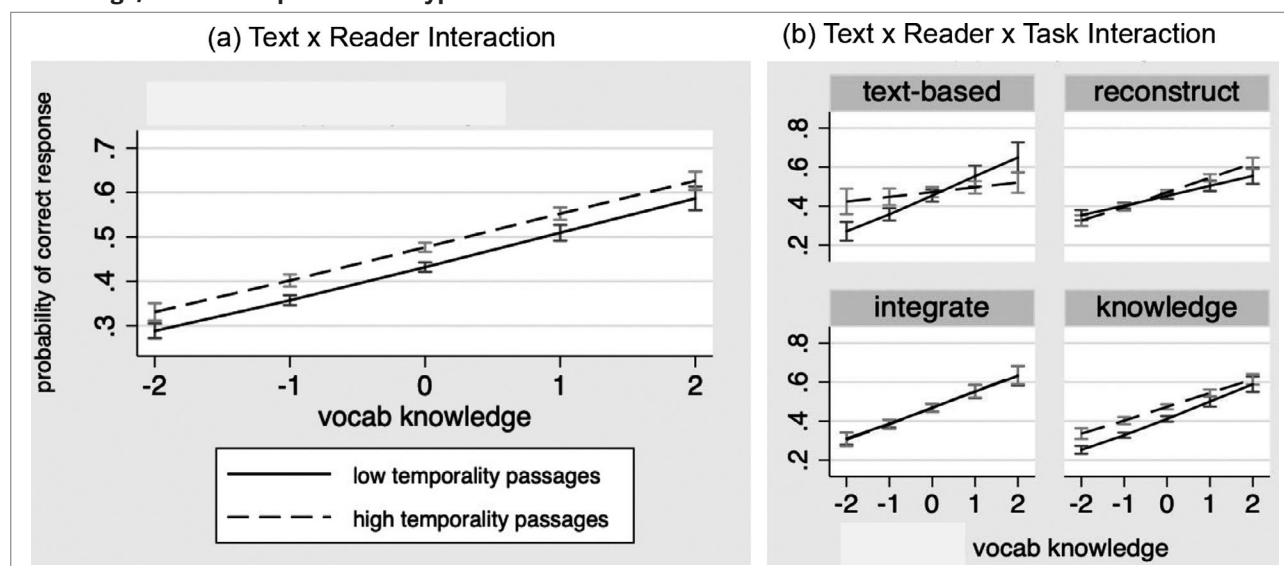 (a) Text x Reader Interaction
(b) Text x Reader x Task Interaction
probability of correct response
.7
.6
.5
.4
.3
-2 -1 0 1 2
vocab knowledge
low temporality passages
high temporality passages
text-based reconstruct
.8
.6
.4
.2
integrate knowledge
.8
.6
.4
.2
-2 -1 0 1 2 -2 -1 0 1 2
vocab knowledge